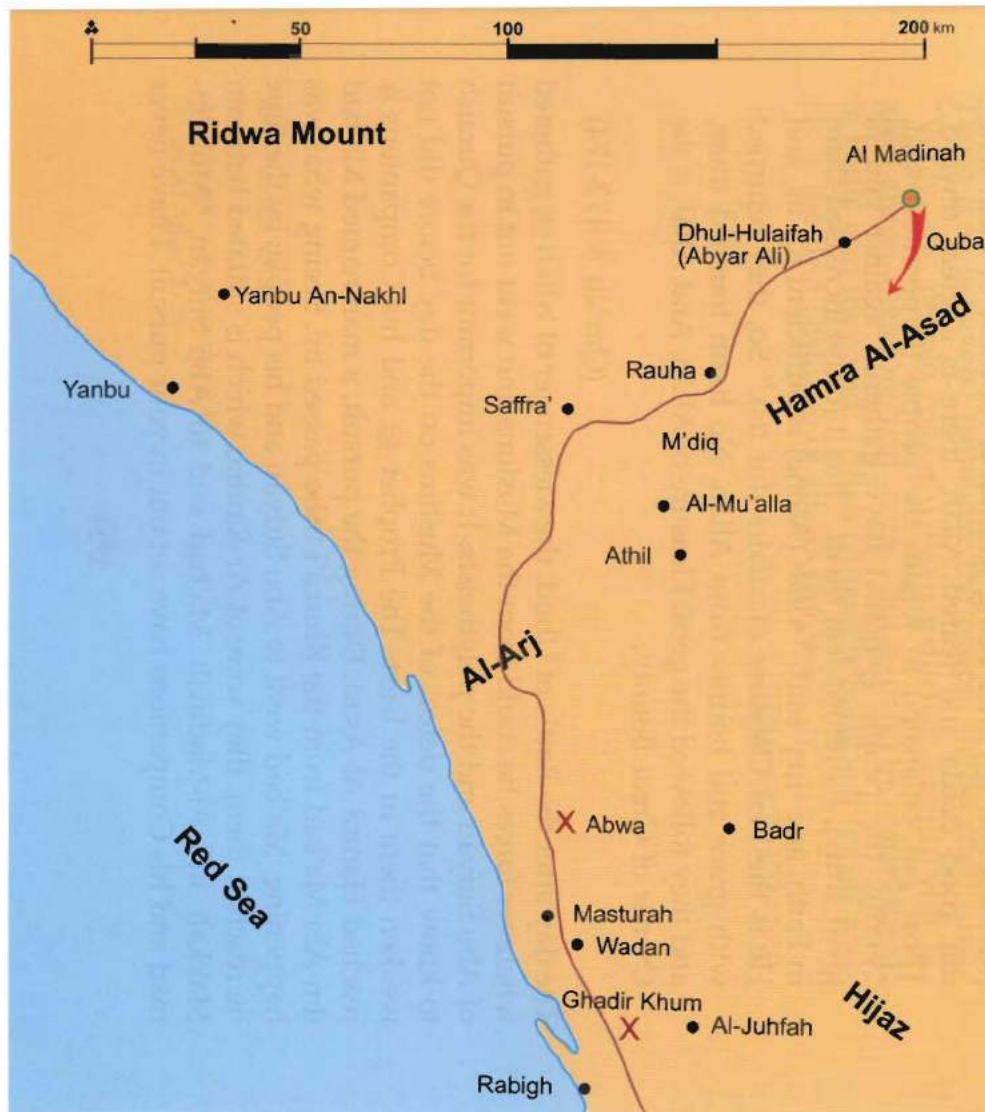 50
100
200 km
Ridwa Mount
Al Madinah
Dhul-Hulaifah
(Abyar Ali)
Quba
Yanbu An-Nakhl
Hamra Al-Asad
Yanbu
Rauha
Saffra'
M'diq
Al-Mu'alla
Athil
Al-Arj
Abwa
Badr
Red Sea
Masturah
Wadan
Ghadir Khum
Al-Juhfah
Hijaz
Rabigh